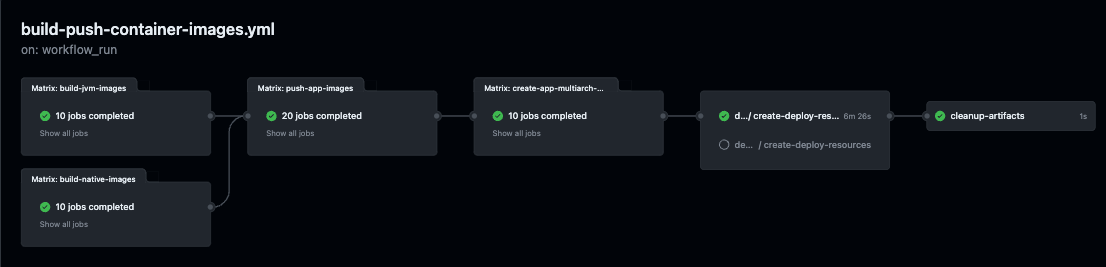 build-push-container-images.yml
on: workflow_run
Matrix: build-jvm-images
10 jobs completed
Show all jobs
Matrix: build-native-images
10 jobs completed
Show all jobs
Matrix: push-app-images
20 jobs completed
Show all jobs
Matrix: create-app-multiarch-...
10 jobs completed
Show all jobs
d.../ create-deploy-res... 6m 26s
de... / create-deploy-resources
cleanup-artifacts 1s